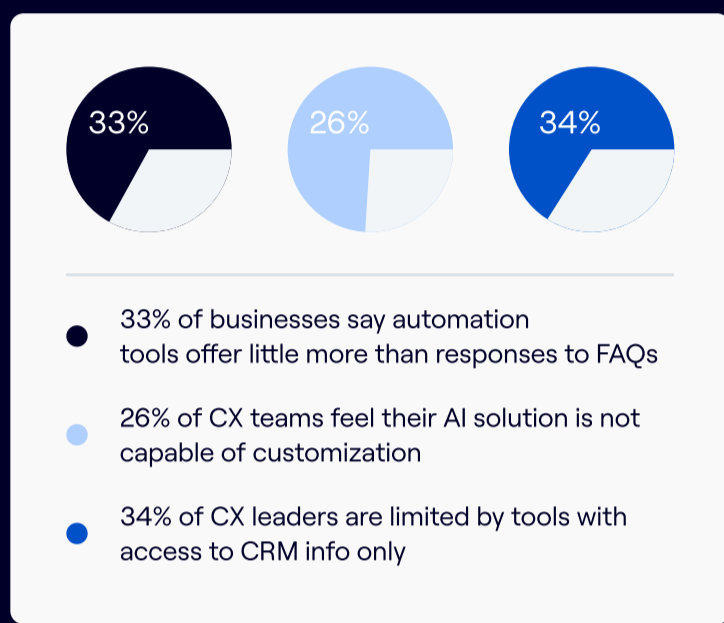 33%
26%
34%
33% of businesses say automation
tools offer little more than responses to FAQs
26% of CX teams feel their AI solution is not
capable of customization
34% of CX leaders are limited by tools with
access to CRM info only